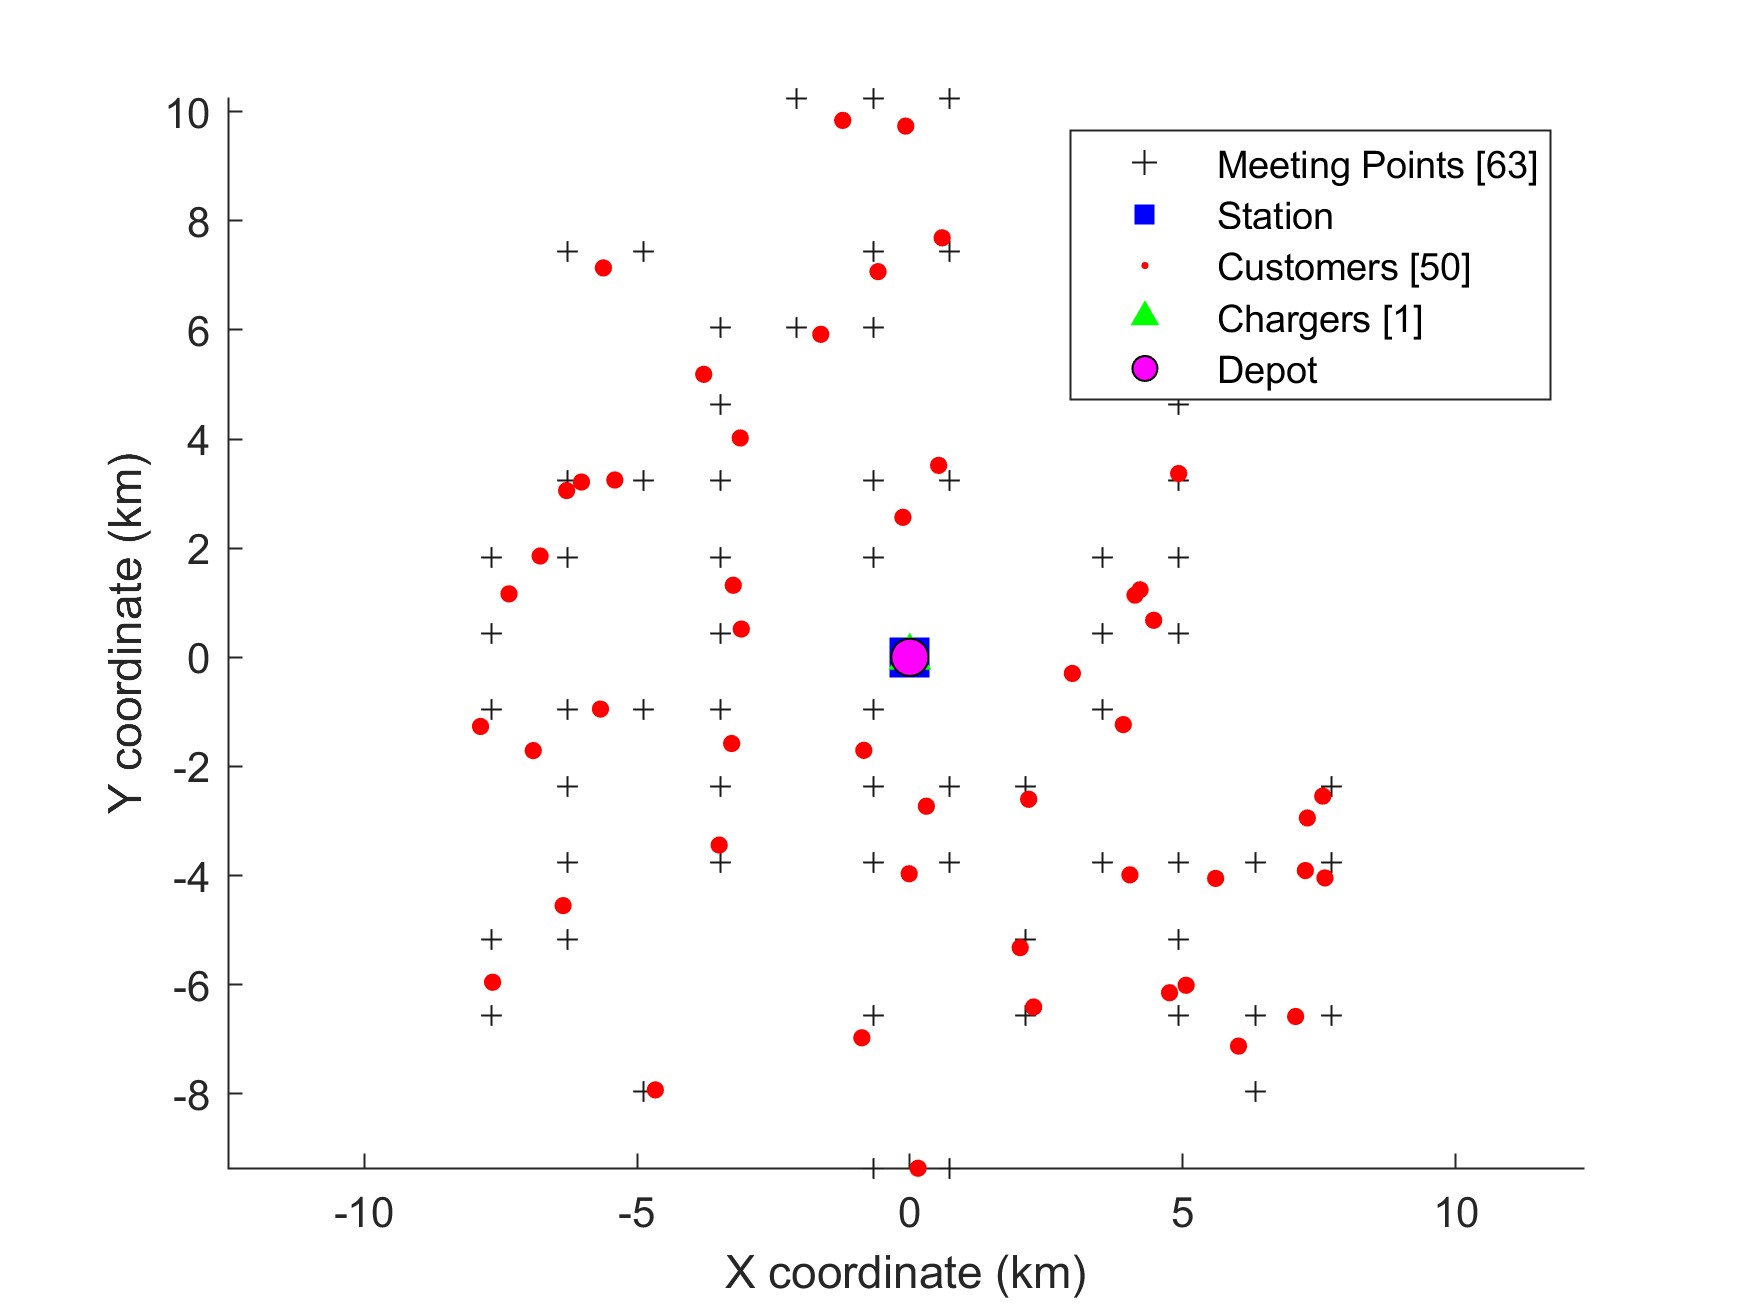 10
8
6
4
2
0
-2
-4
-6
-8
Y coordinate (km)
Meeting Points [63]
Station
Customers [50]
Chargers [1]
Depot
-10 -5 0 5 10
X coordinate (km)